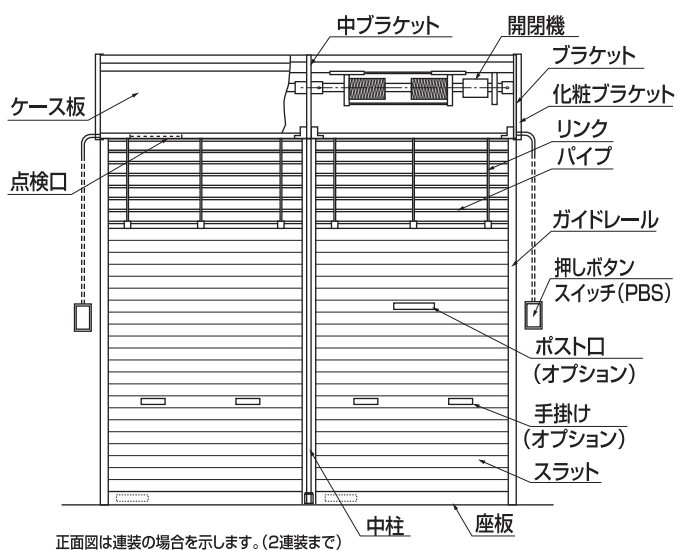 中ブラケット
開閉機
ブラケット
ケース板
化粧ブラケット
リンク
パイプ
点検口
ガイドレール
押しボタン
スイッチ(PBS)
ポスト口
(オプション)
手掛け
(オプション)
スラット
中柱
座板
正面図は連装の場合を示します。(2連装まで)